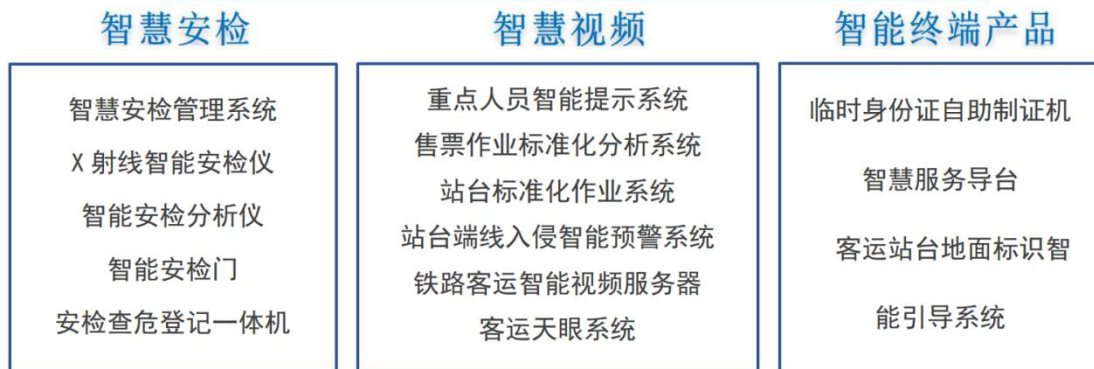 智慧安检
智慧安检管理系统
X 射线智能安检仪
智能安检分析仪
智能安检门
安检查危登记一体机
智慧视频
重点人员智能提示系统
售票作业标准化分析系统
站台标准化作业系统
站台端线入侵智能预警系统
铁路客运智能视频服务器
客运天眼系统
智能终端产品
临时身份证自助制证机
智慧服务导台
客运站台地面标识智
能引导系统